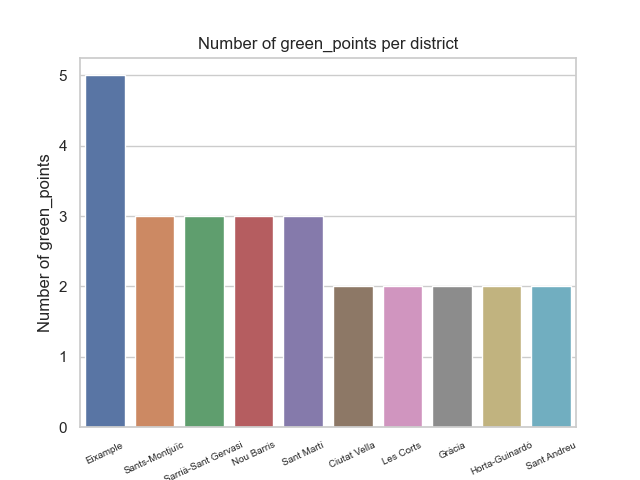 Number of green_points per district
Number of green_points
5
4
3
2
1
0
Eixample
Sants-Montjuïc
Sarrià-Sant Gervasi
Nou Barris
Sant Martí
Ciutat Vella
Les Corts
Gràcia
Horta-Guinardó
Sant Andreu